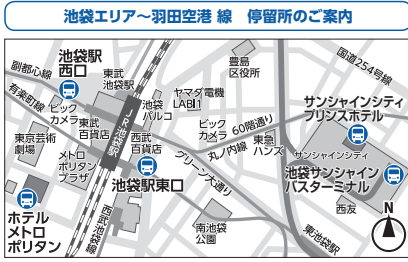 池袋エリア～羽田空港 線　停留所のご案内
池袋駅
西口
副都心線
有楽町線
東武
池袋駅
ビック
カメラ
東武
百貨店
東京芸術
劇場
メトロ
ポリタン
プラザ
ホテル
メトロ
ポリタン
JR池袋駅
池袋
パルコ
西武
百貨店
池袋駅東口
西武池袋線
ヤマダ電機
LABI1
豊島
区役所
ビック
カメラ
60階通り
丸ノ内線
グリーン大通り
東急
ハンズ
南池袋
公園
国道254号線
サンシャインシティ
プリンスホテル
サンシャインシティ
池袋サンシャイン
バスターミナル
西友
東池袋駅
N